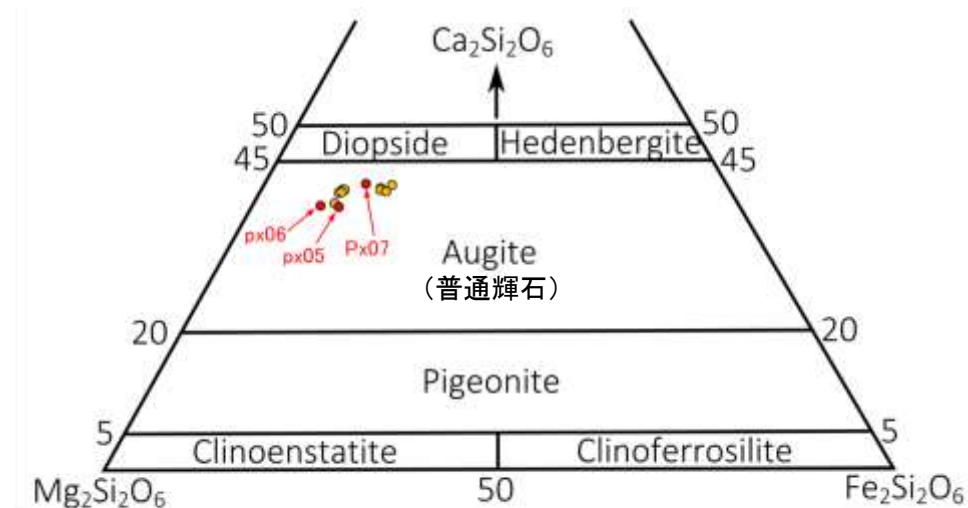 Ca₂Si₂O₆
50 50
Diopside Hedenbergite
45 45
px06 px05 Px07
Augite
（普通輝石）
20 20
Pigeonite
5 5
Clinoenstatite Clinoferrosilite
Mg₂Si₂O₆ 50 Fe₂Si₂O₆